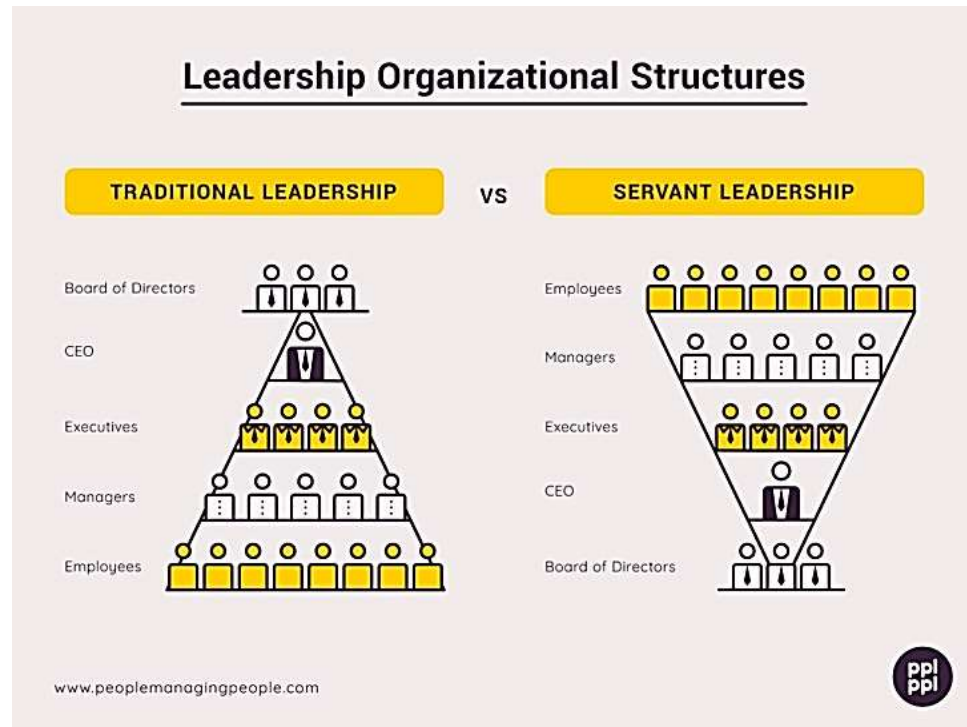 Leadership Organizational Structures
TRADITIONAL LEADERSHIP
VS
SERVANT LEADERSHIP
Board of Directors
CEO
Executives
Managers
Employees
Employees
Managers
Executives
CEO
Board of Directors
www.peoplemanagingpeople.com
ppl
ppl